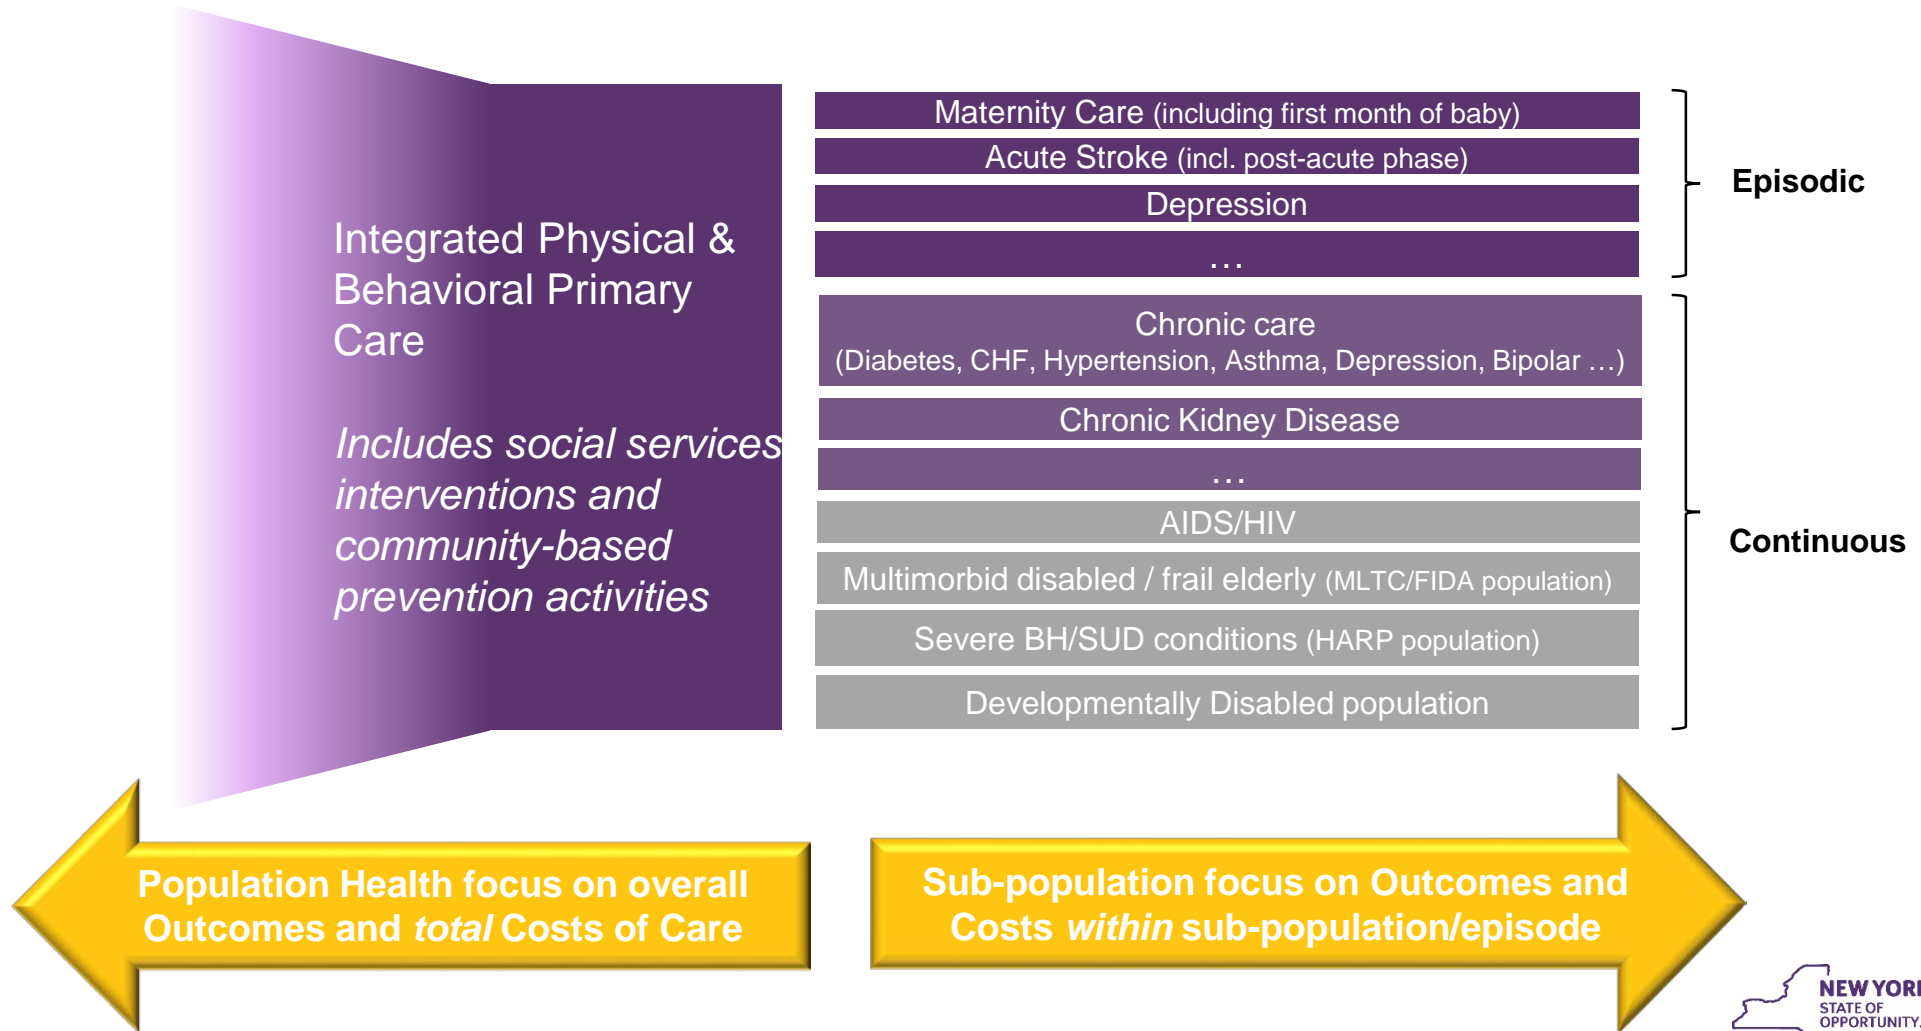 Integrated Physical &
Behavioral Primary
Care
Includes social services
interventions and
community-based
prevention activities
Maternity Care (including first month of baby)
Acute Stroke (incl. post-acute phase)
Depression
…
Episodic
Chronic care
(Diabetes, CHF, Hypertension, Asthma, Depression, Bipolar …)
Chronic Kidney Disease
…
AIDS/HIV
Multimorbid disabled / frail elderly (MLTC/FIDA population)
Severe BH/SUD conditions (HARP population)
Developmentally Disabled population
Continuous
Population Health focus on overall
Outcomes and total Costs of Care
Sub-population focus on Outcomes and
Costs within sub-population/episode
NEW YORK
STATE OF
OPPORTUNITY.